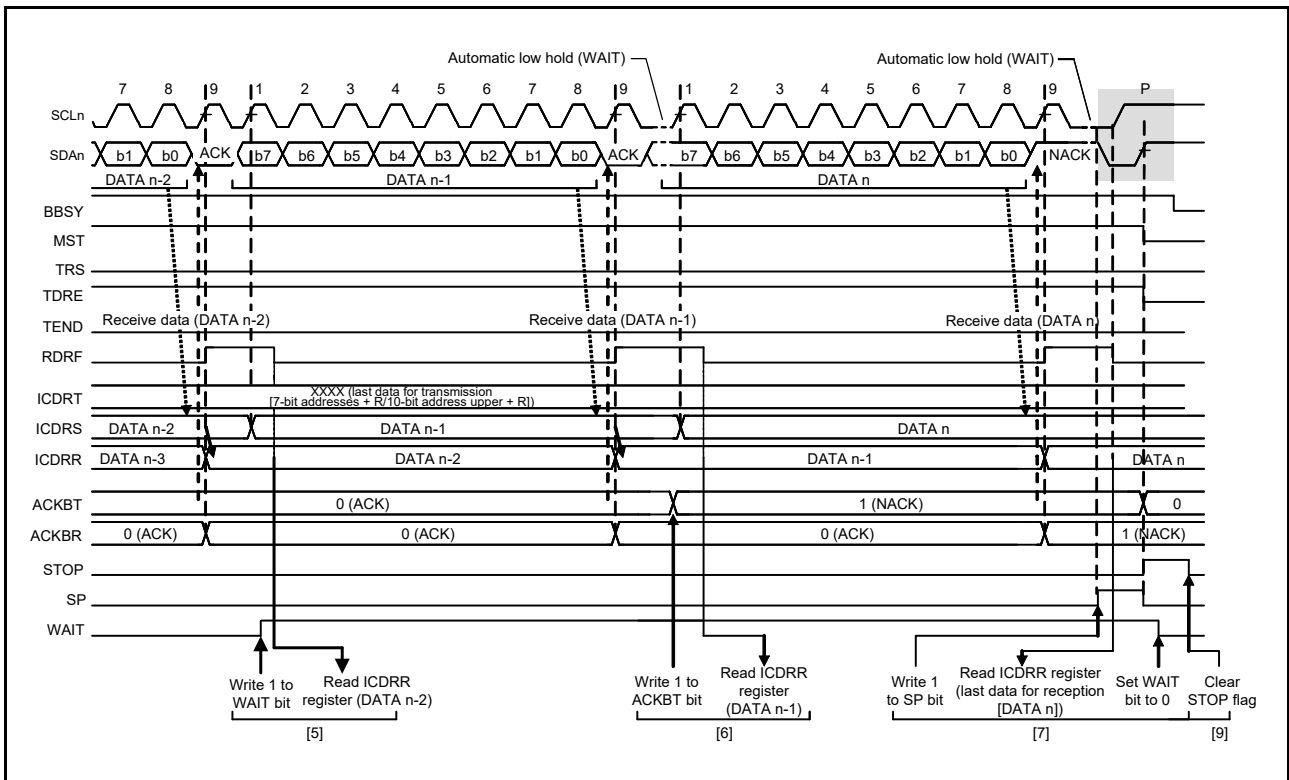 Automatic low hold (WAIT)
Automatic low hold (WAIT)
7 8 9 1 2 3 4 5 6 7 8 9 1 2 3 4 5 6 7 8 9 P
SCLn
SDAn b1 b0 ACK b7 b6 b5 b4 b3 b2 b1 b0 ACK b7 b6 b5 b4 b3 b2 b1 b0 NACK
DATA n-2 DATA n-1 DATA n
BBSY
MST
TRS
TDRE
TEND Receive data (DATA n-2) Receive data (DATA n-1) Receive data (DATA n)
RDRF
ICDRT XXXX (last data for transmission
[7-bit addresses + R/10-bit address upper + R])
ICDRS DATA n-2 DATA n-1 DATA n
ICDRR DATA n-3 DATA n-2 DATA n-1 DATA n
ACKBT 0 (ACK) 1 (NACK) 0
ACKBR 0 (ACK) 0 (ACK) 0 (ACK) 1 (NACK)
STOP
SP
WAIT
Write 1 to
WAIT bit
Read ICDRR
register (DATA n-2)
[5]
Write 1 to
ACKBT bit
Read ICDRR
register
(DATA n-1)
[6]
Write 1
to SP bit
Read ICDRR register
(last data for reception
[DATA n])
[7]
Set WAIT
bit to 0
Clear
STOP flag
[9]